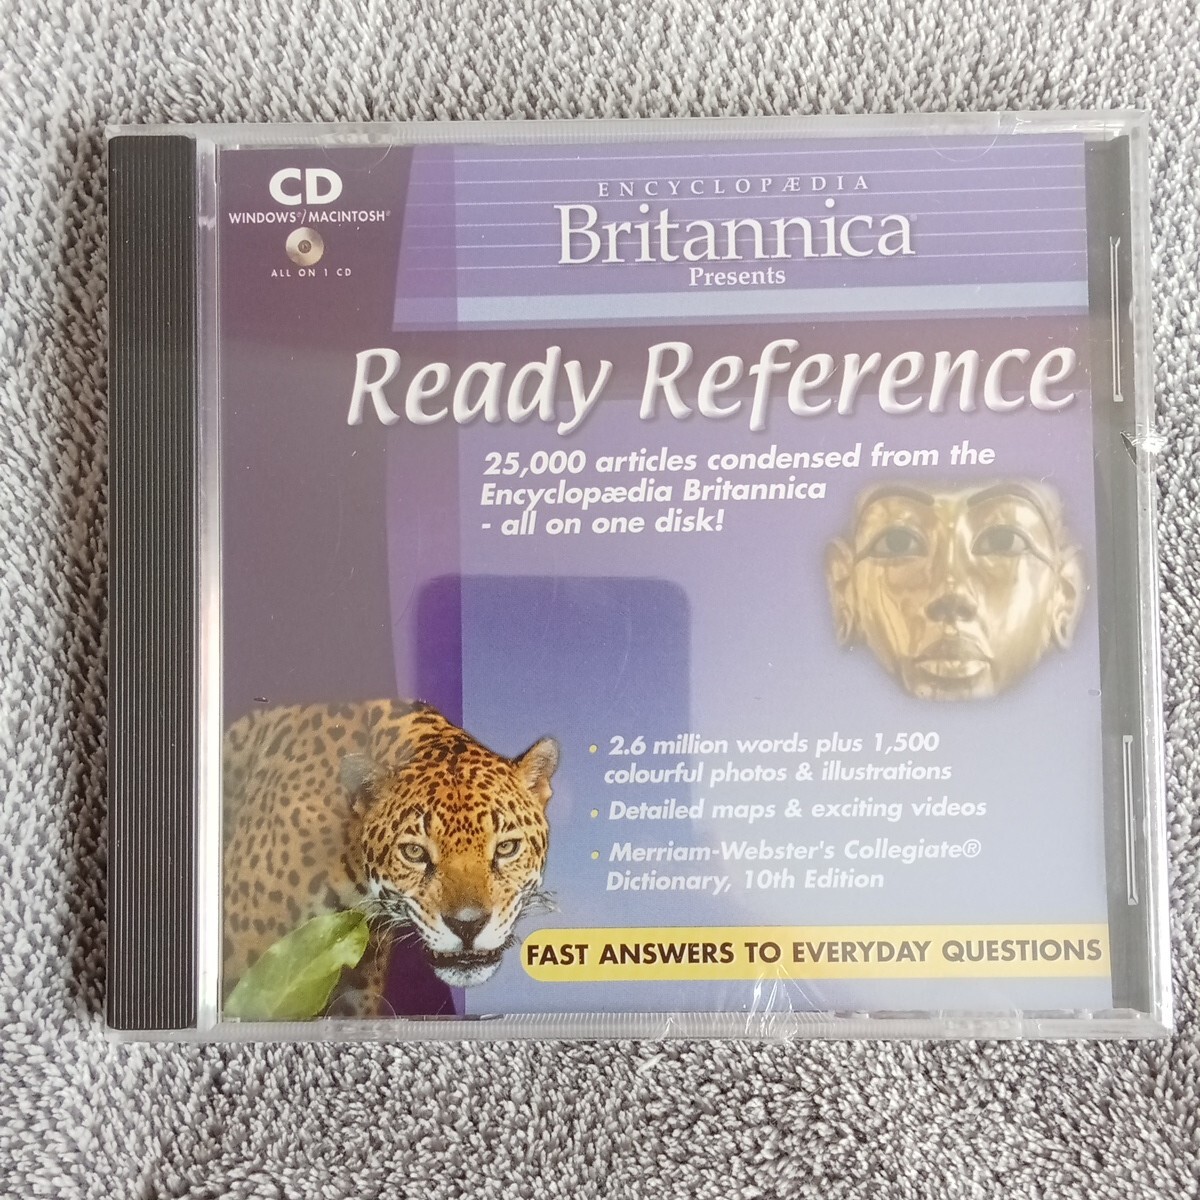 CD
WINDOWS®/MACINTOSH®
ALL ON 1 CD
ENCYCLOPÆDIA
Britannica®
Presents
Ready Reference
25,000 articles condensed from the
Encyclopædia Britannica
- all on one disk!
• 2.6 million words plus 1,500
colourful photos & illustrations
• Detailed maps & exciting videos
• Merriam-Webster's Collegiate®
Dictionary, 10th Edition
FAST ANSWERS TO EVERYDAY QUESTIONS